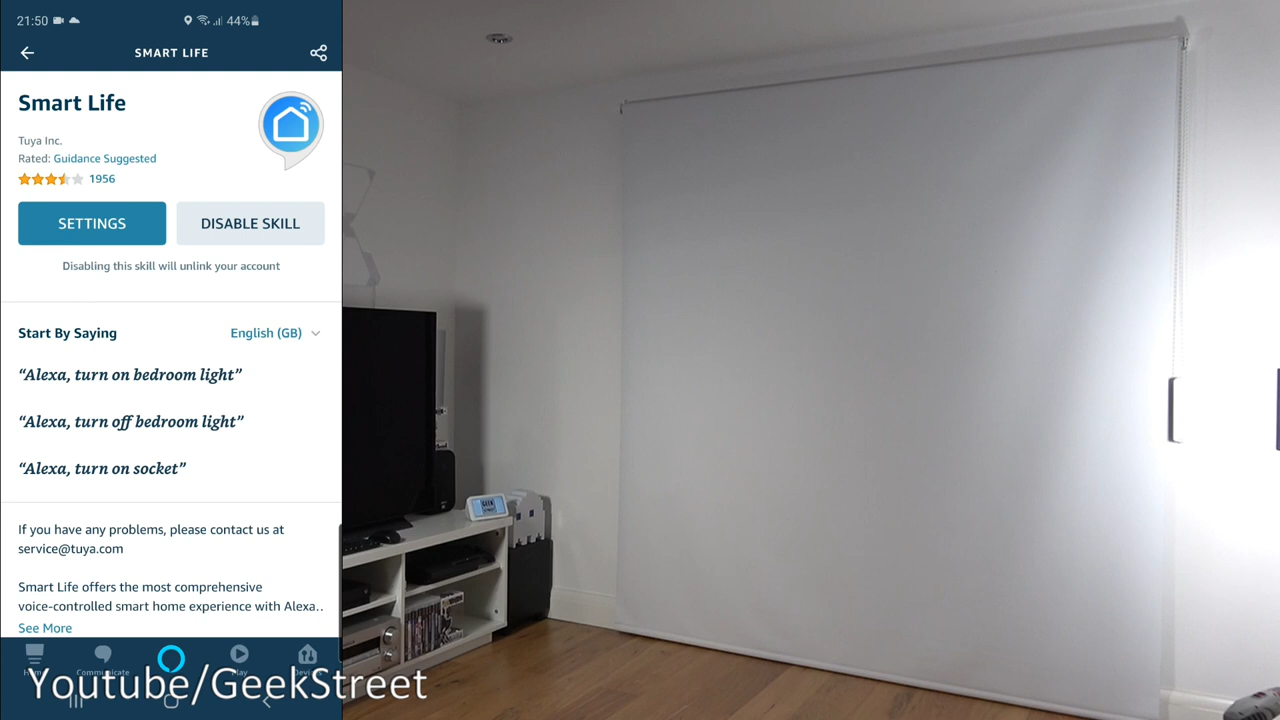 21:50
44%
SMART LIFE
Smart Life
Tuya Inc.
Rated: Guidance Suggested
1956
SETTINGS
DISABLE SKILL
Disabling this skill will unlink your account
Start By Saying
English (GB)
“Alexa, turn on bedroom light”
“Alexa, turn off bedroom light”
“Alexa, turn on socket”
If you have any problems, please contact us at
service@tuya.com
Smart Life offers the most comprehensive
voice-controlled smart home experience with Alexa..
See More
Communicate
Youtube/GeekStreet
GEEK
STREET